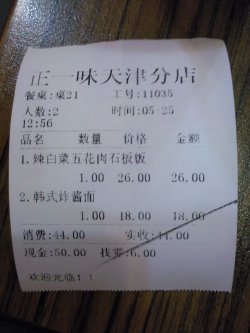 正一味天津分店
餐桌:桌21 工号:11035
人数:2 时间:05-25
12:56
品名 数量 价格 金额
1.辣白菜五花肉石板饭
1.00 26.00 26.00
2.韩式炸酱面
1.00 18.00 18.00
消费:44.00 实收:44.00
现金:50.00 找零:6.00
欢迎光临!: